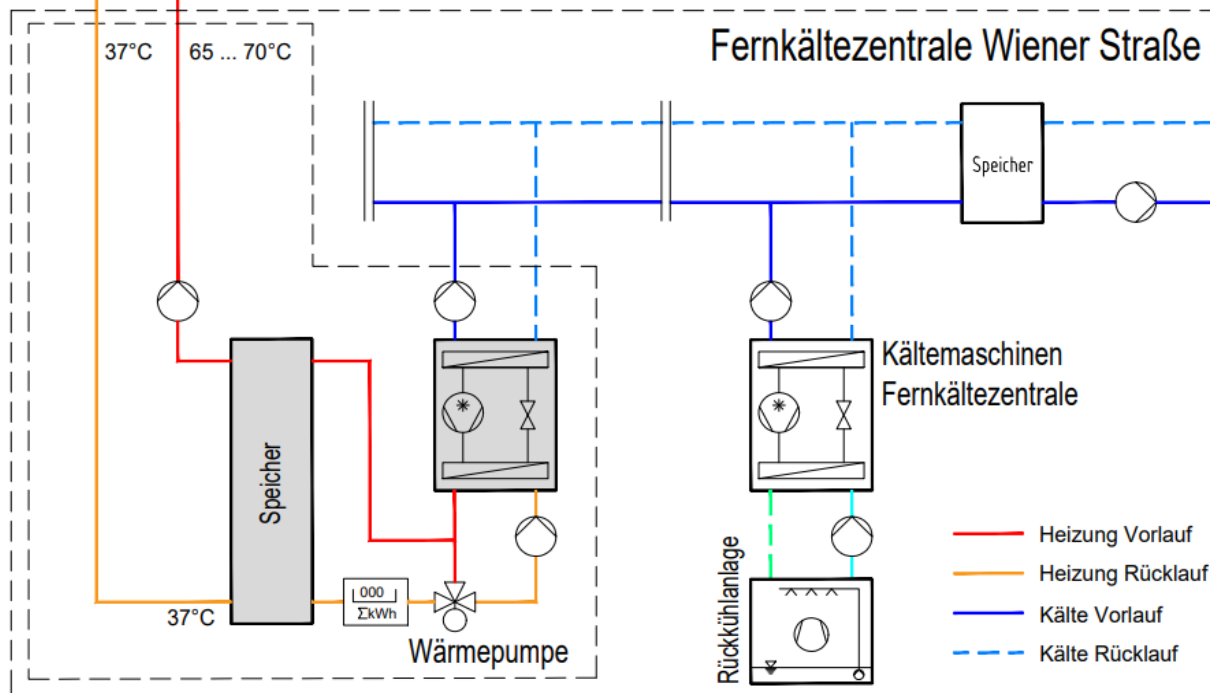 37°C
65 ... 70°C
Fernkältezentrale Wiener Straße
Speicher
Kältemaschinen
Fernkältezentrale
Speicher
Heizung Vorlauf
Heizung Rücklauf
Kälte Vorlauf
Kälte Rücklauf
Rückkühlanlage
000
ΣkWh
37°C
Wärmepumpe